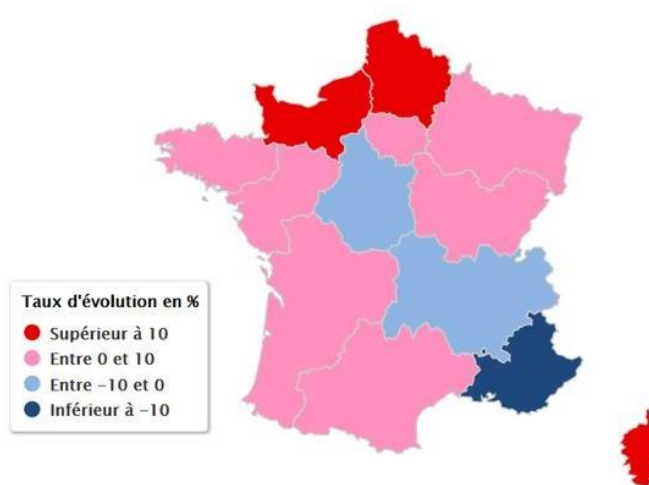 Taux d'évolution en %
Supérieur à 10
Entre 0 et 10
Entre −10 et 0
Inférieur à −10